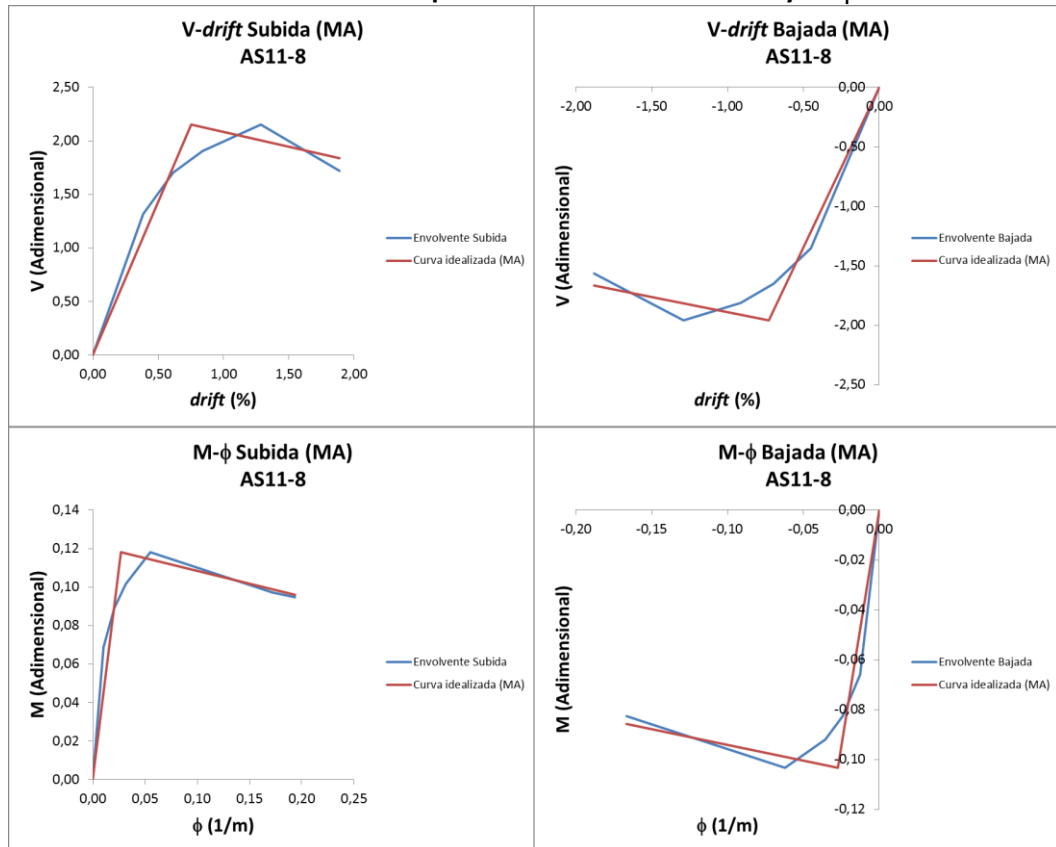 V-drift Subida (MA)
AS11-8
2,50
2,00
1,50
1,00
0,50
0,00
0,00 0,50 1,00 1,50 2,00
V (Adimensional)
drift (%)
Envolvente Subida
Curva idealizada (MA)
V-drift Bajada (MA)
AS11-8
-2,00 -1,50 -1,00 -0,50 0,00
0,00
-0,50
-1,00
-1,50
-2,00
-2,50
V (Adimensional)
drift (%)
Envolvente Bajada
Curva idealizada (MA)
M-ϕ Subida (MA)
AS11-8
0,14
0,12
0,10
0,08
0,06
0,04
0,02
0,00
0,00 0,05 0,10 0,15 0,20 0,25
M (Adimensional)
ϕ (1/m)
Envolvente Subida
Curva idealizada (MA)
M-ϕ Bajada (MA)
AS11-8
-0,20 -0,15 -0,10 -0,05 0,00
0,00
-0,02
-0,04
-0,06
-0,08
-0,10
-0,12
M (Adimensional)
ϕ (1/m)
Envolvente Bajada
Curva idealizada (MA)